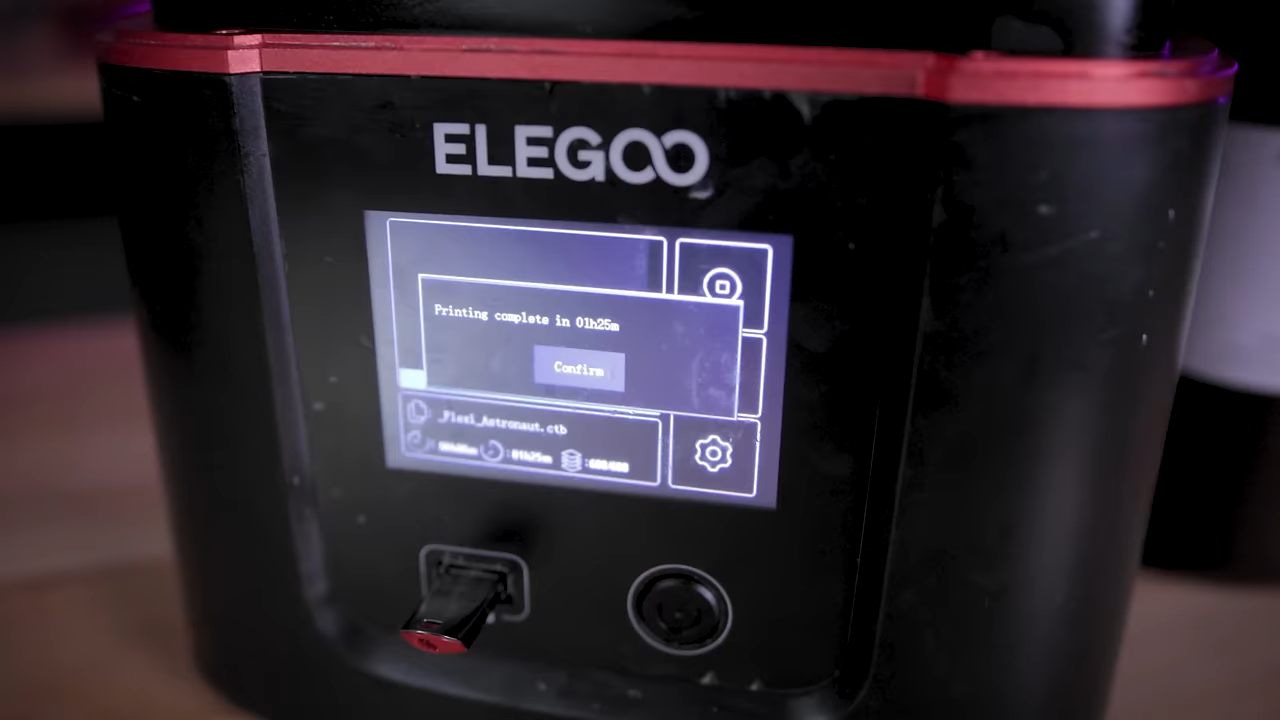 ELEGOO
Printing complete in 01h25m
Confirm
_Flexi_Astronaut.ctb
:01h25m